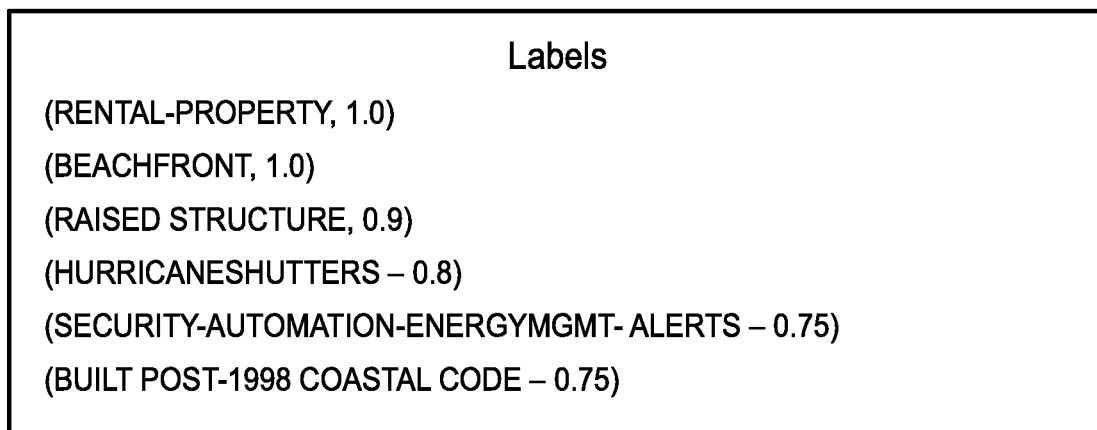 Labels
(RENTAL-PROPERTY, 1.0)
(BEACHFRONT, 1.0)
(RAISED STRUCTURE, 0.9)
(HURRICANESHUTTERS – 0.8)
(SECURITY-AUTOMATION-ENERGYMGMT- ALERTS – 0.75)
(BUILT POST-1998 COASTAL CODE – 0.75)